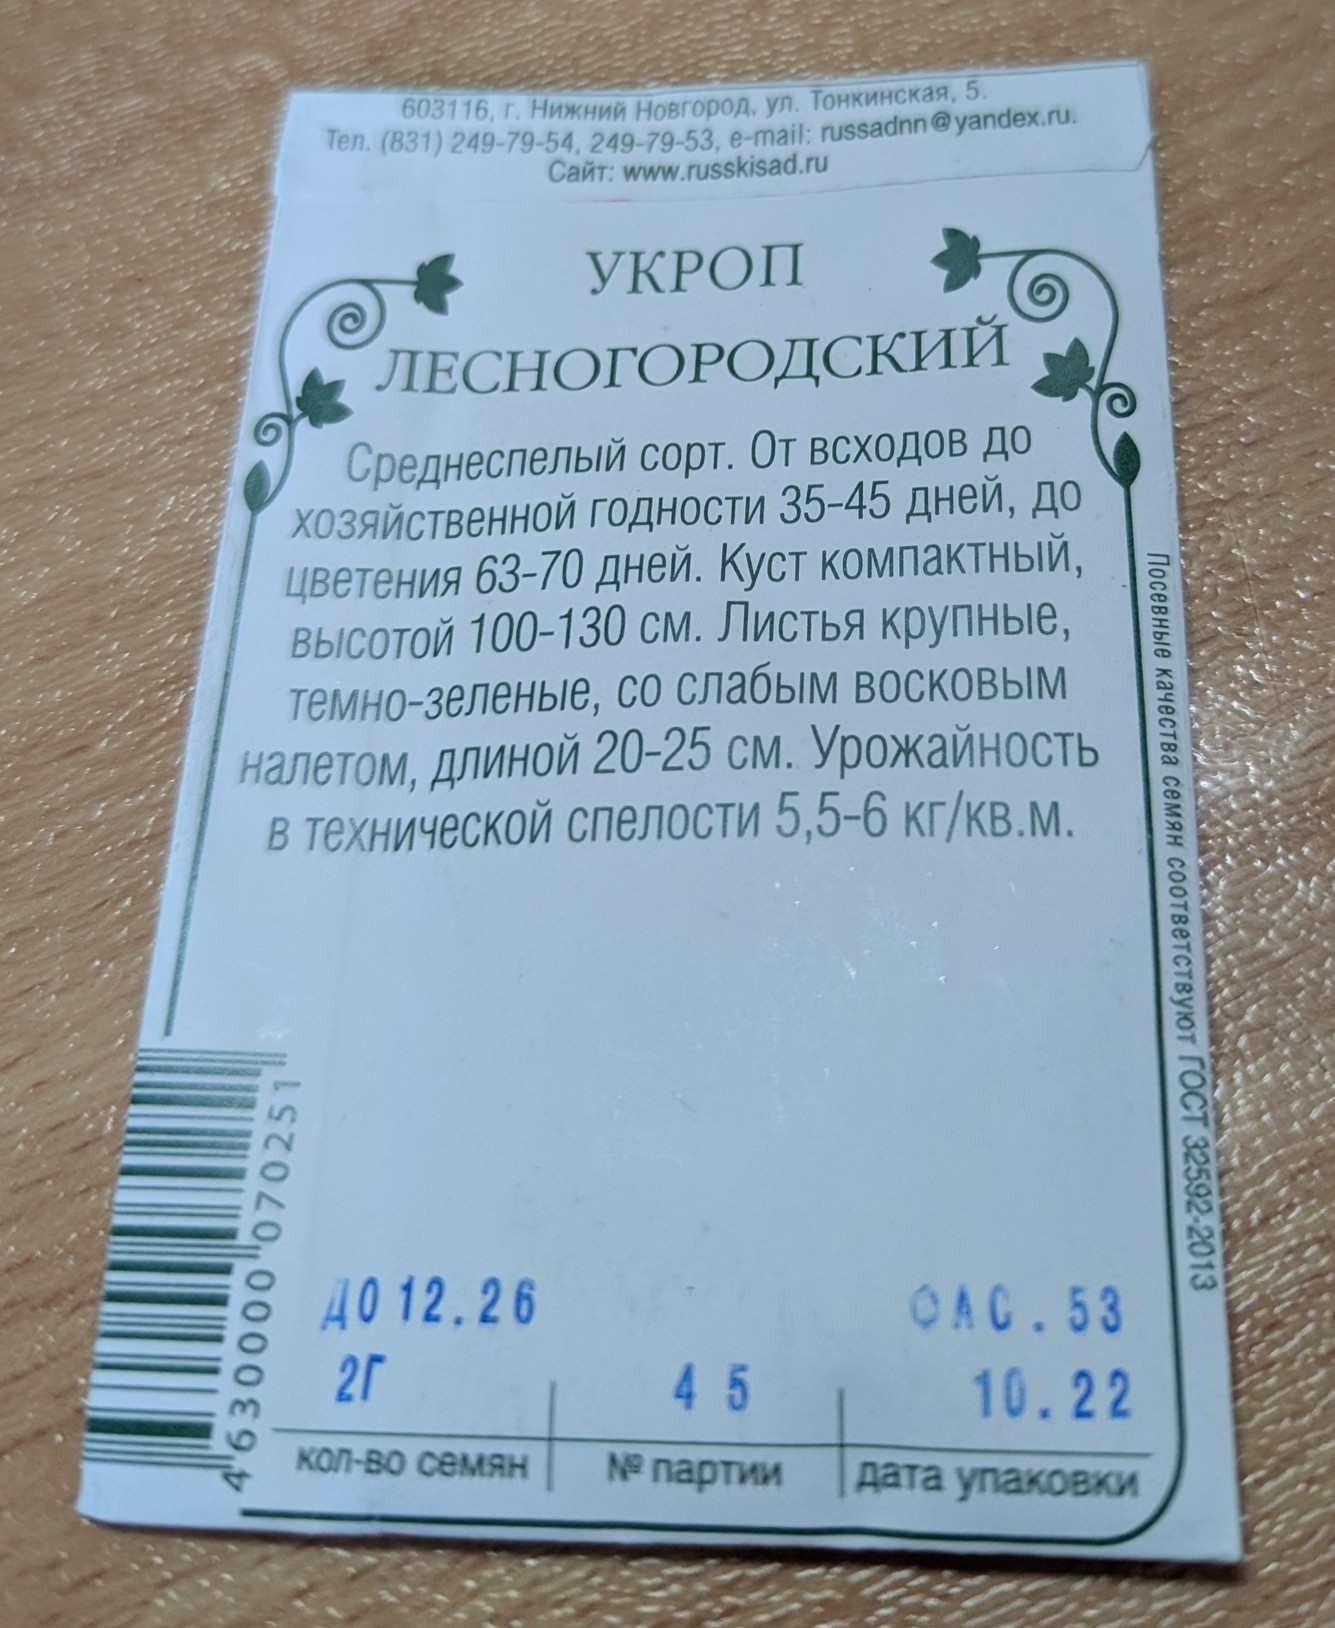 603116, г. Нижний Новгород, ул. Тонкинская, 5.
Тел. (831) 249-79-54, 249-79-53, e-mail: russadnn@yandex.ru.
Сайт: www.russkisad.ru
УКРОП
ЛЕСНОГОРОДСКИЙ
Среднеспелый сорт. От всходов до
хозяйственной годности 35-45 дней, до
цветения 63-70 дней. Куст компактный,
высотой 100-130 см. Листья крупные,
темно-зеленые, со слабым восковым
налетом, длиной 20-25 см. Урожайность
в технической спелости 5,5-6 кг/кв.м.
Посевные качества семян соответствуют ГОСТ 32592-2013
4630000070251
ДО 12.26
ФАС.53
2Г
45
10.22
кол-во семян
№ партии
дата упаковки